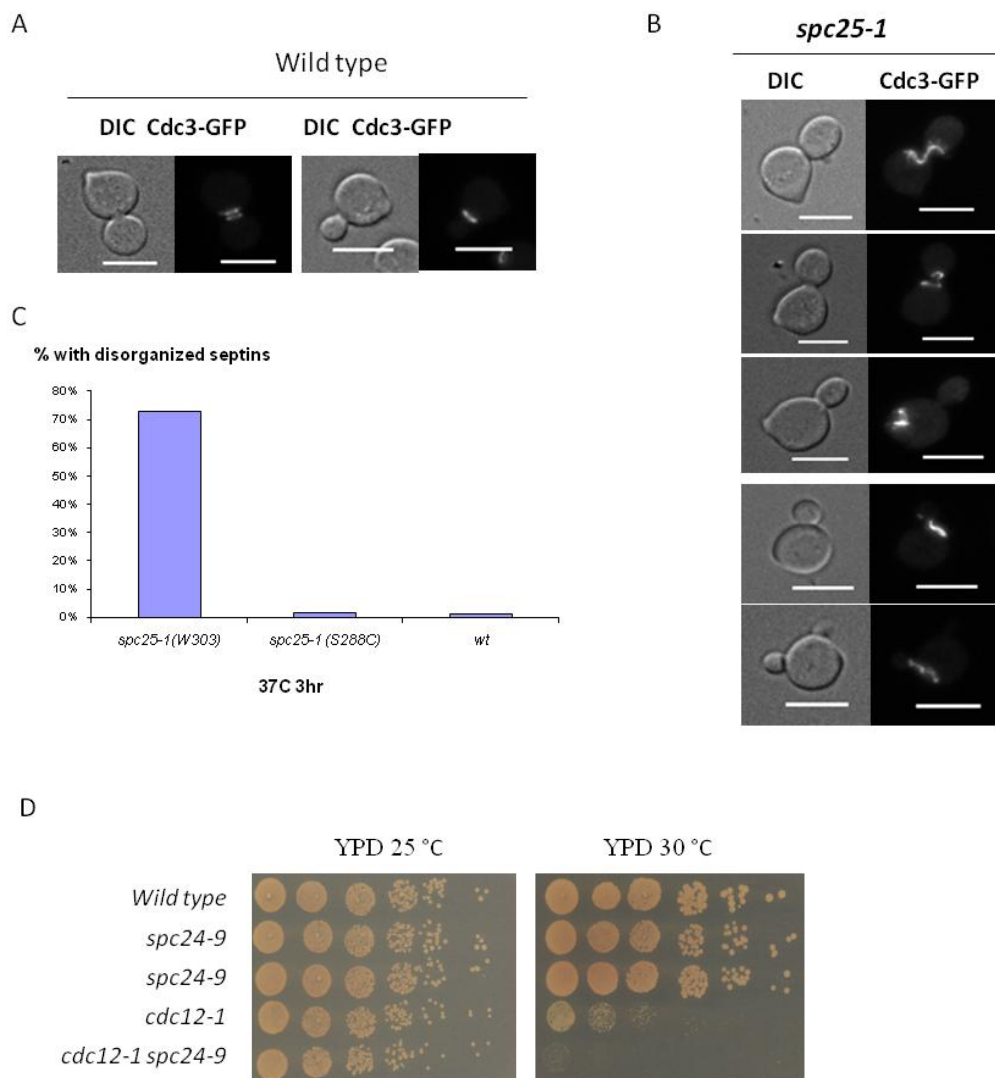 A
Wild type
DIC Cdc3-GFP
DIC Cdc3-GFP
B
spc25-1
DIC
Cdc3-GFP
C
% with disorganized septins
80%
70%
60%
50%
40%
30%
20%
10%
0%
spc25-1(W303)
spc25-1 (S288C)
wt
37C 3hr
D
YPD 25 °C
YPD 30 °C
Wild type
spc24-9
spc24-9
cdc12-1
cdc12-1 spc24-9